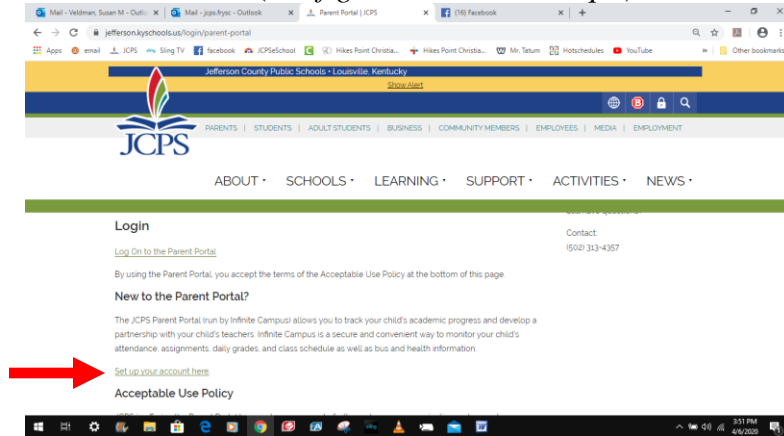 Mail - Veldman, Susan M - Outlo
Mail - jcps.frysc - Outlook
Parent Portal | JCPS
(16) Facebook
jefferson.kyschools.us/login/parent-portal
Apps
email
JCPS
Sling TV
facebook
JCPSeSchool
Hikes Point Christia...
Hikes Point Christia...
Mr. Tatum
Hotschedules
YouTube
»
Other bookmarks
Jefferson County Public Schools • Louisville, Kentucky
Show Alert
JCPS
PARENTS | STUDENTS | ADULT STUDENTS | BUSINESS | COMMUNITY MEMBERS | EMPLOYEES | MEDIA | EMPLOYMENT
ABOUT · SCHOOLS · LEARNING · SUPPORT · ACTIVITIES · NEWS ·
Login
Log On to the Parent Portal
By using the Parent Portal, you accept the terms of the Acceptable Use Policy at the bottom of this page.
New to the Parent Portal?
The JCPS Parent Portal (run by Infinite Campus) allows you to track your child's academic progress and develop a
partnership with your child's teachers. Infinite Campus is a secure and convenient way to monitor your child's
attendance, assignments, daily grades, and class schedule as well as bus and health information.
Set up your account here.
Acceptable Use Policy
Contact:
(502) 313-4357
3:51 PM
4/6/2020